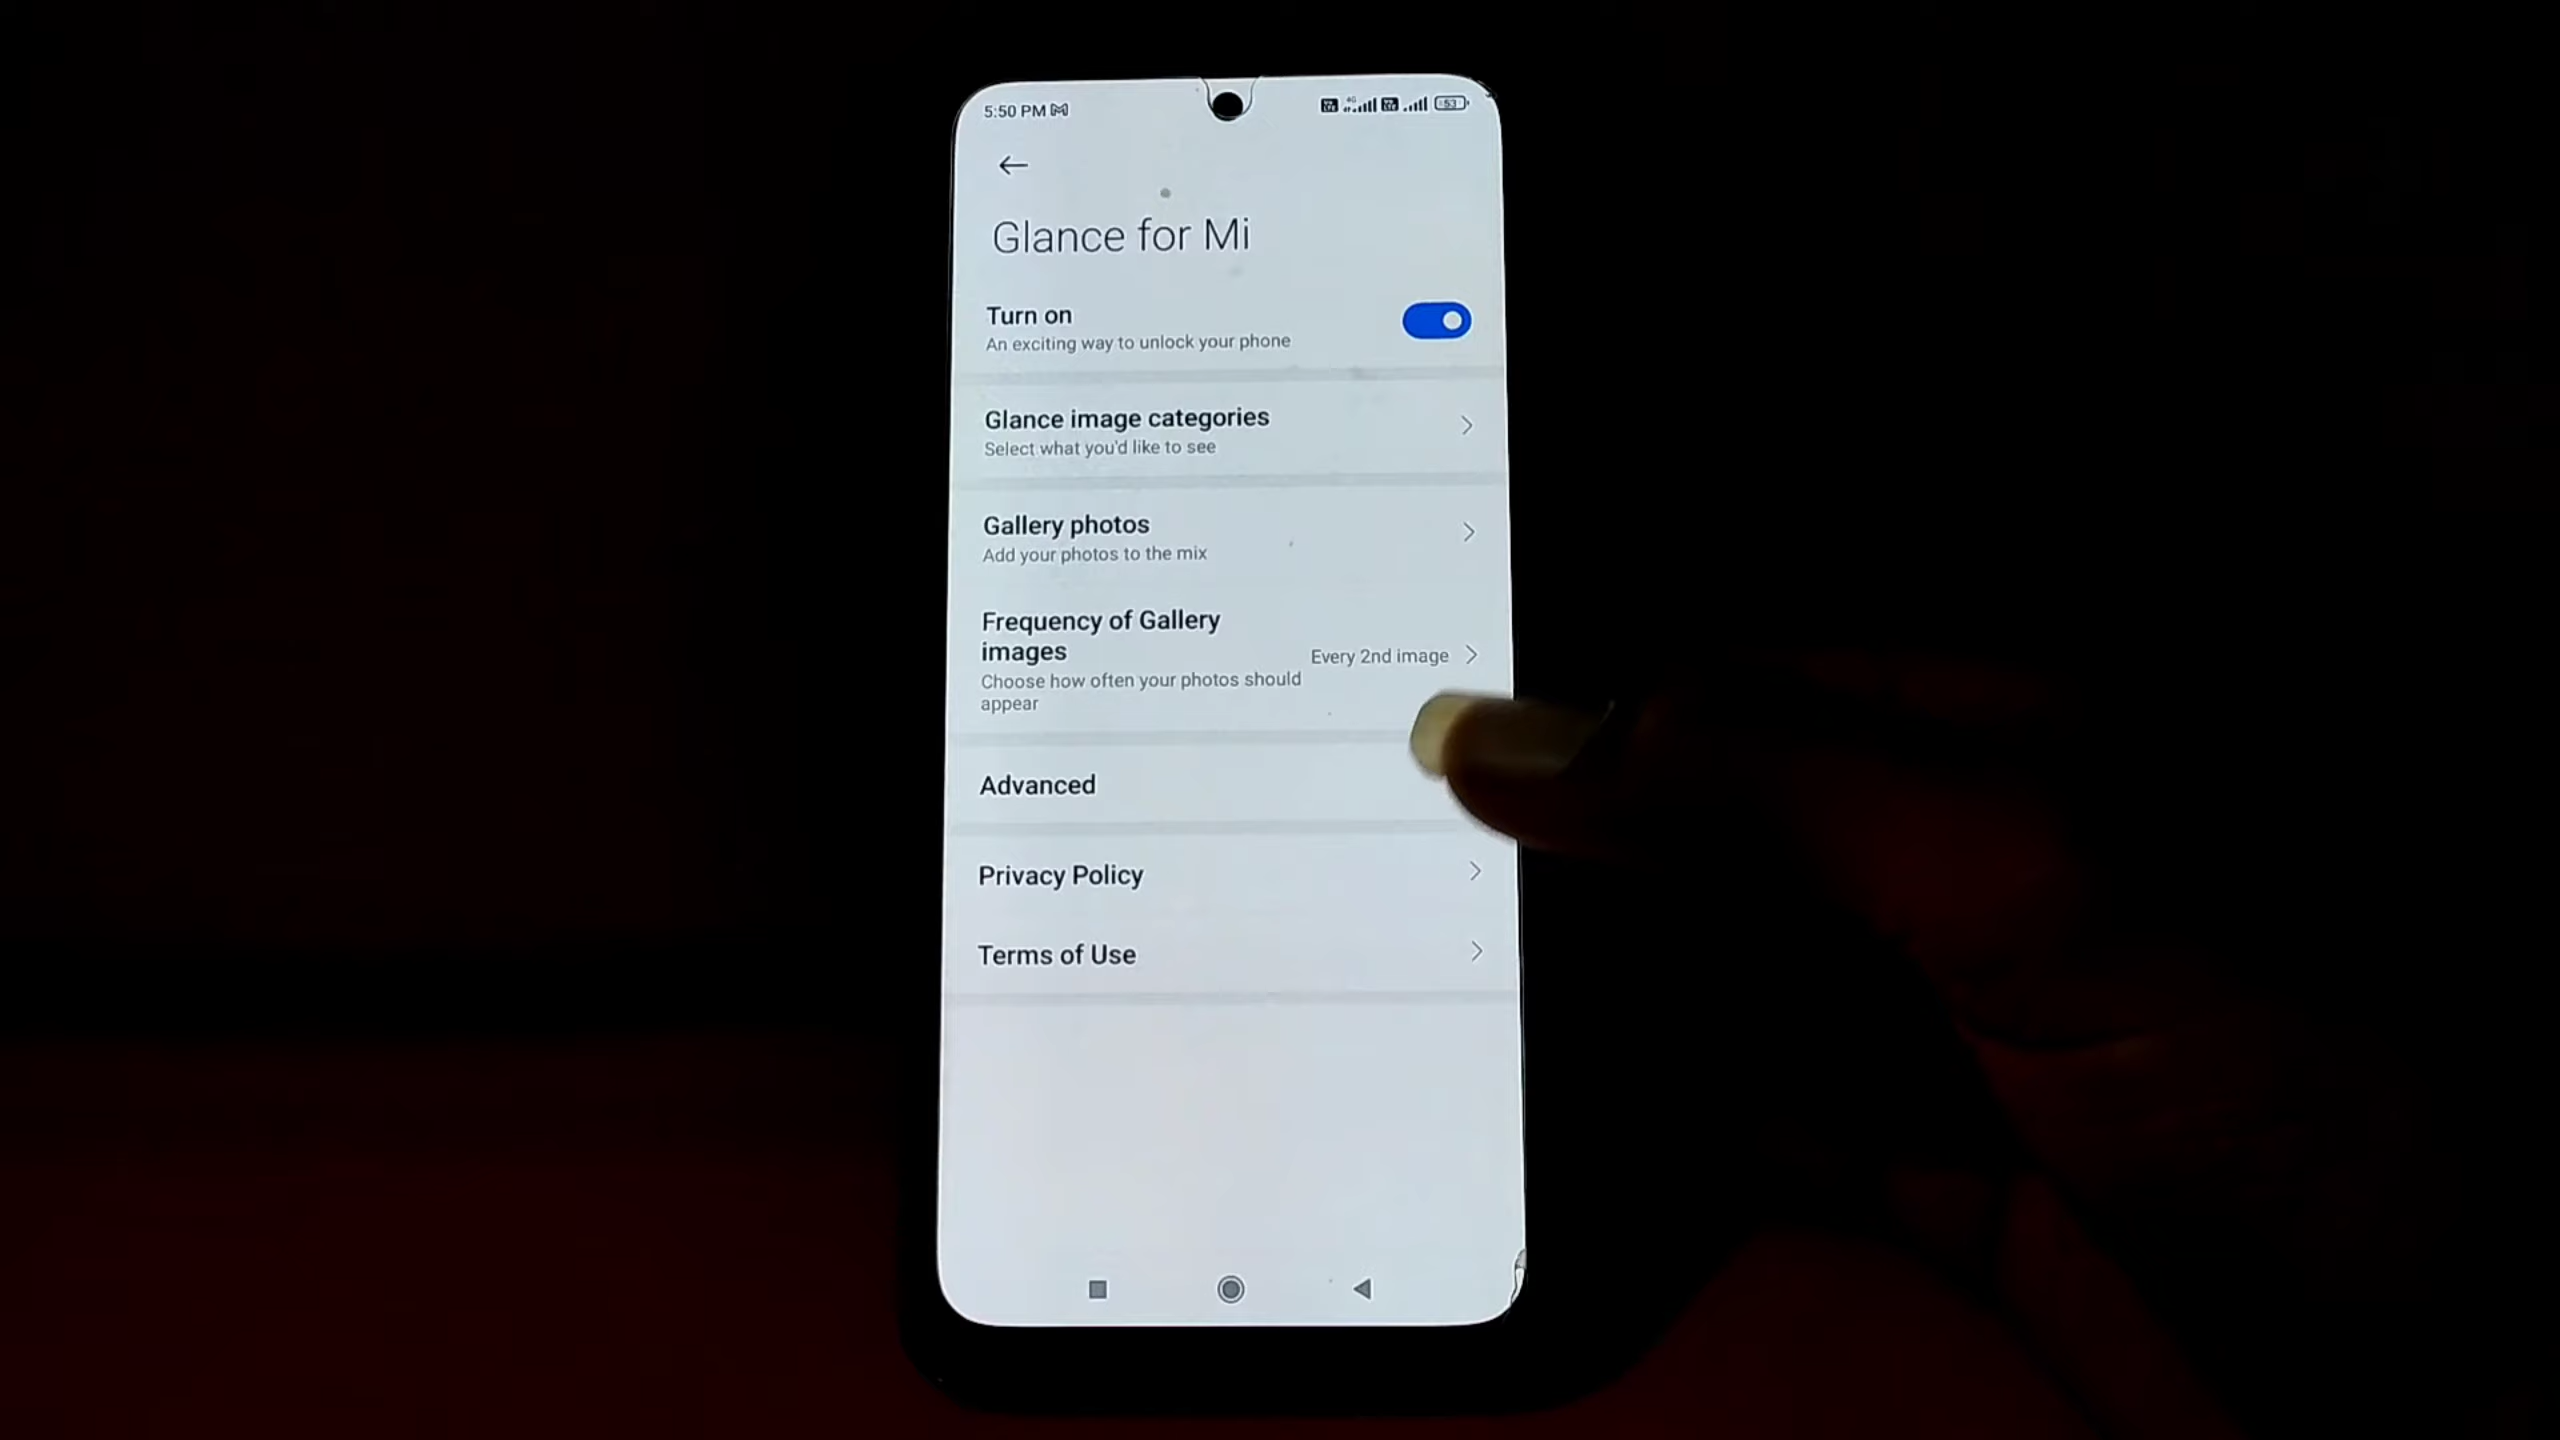 5:50 PM
4G
53
Glance for Mi
Turn on
An exciting way to unlock your phone
Glance image categories
Select what you'd like to see
Gallery photos
Add your photos to the mix
Frequency of Gallery
images
Every 2nd image
Choose how often your photos should
appear
Advanced
Privacy Policy
Terms of Use